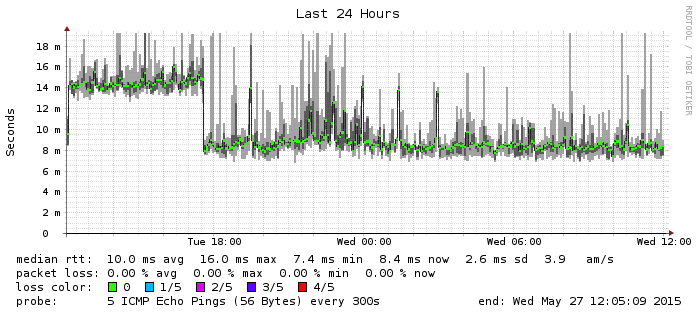 Last 24 Hours
RRDTOOL / TOBI OETIKER
Seconds
18 m
16 m
14 m
12 m
10 m
8 m
6 m
4 m
2 m
0
Tue 18:00 Wed 00:00 Wed 06:00 Wed 12:00
median rtt: 10.0 ms avg 16.0 ms max 7.4 ms min 8.4 ms now 2.6 ms sd 3.9 am/s
packet loss: 0.00 % avg 0.00 % max 0.00 % min 0.00 % now
loss color: 0 1/5 2/5 3/5 4/5
probe: 5 ICMP Echo Pings (56 Bytes) every 300s end: Wed May 27 12:05:09 2015